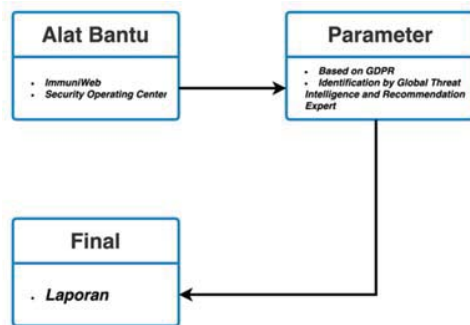 Alat Bantu
• ImmuniWeb
• Security Operating Center
Parameter
• Based on GDPR
• Identification by Global Threat
Intelligence and Recommendation
Expert
Final
• Laporan